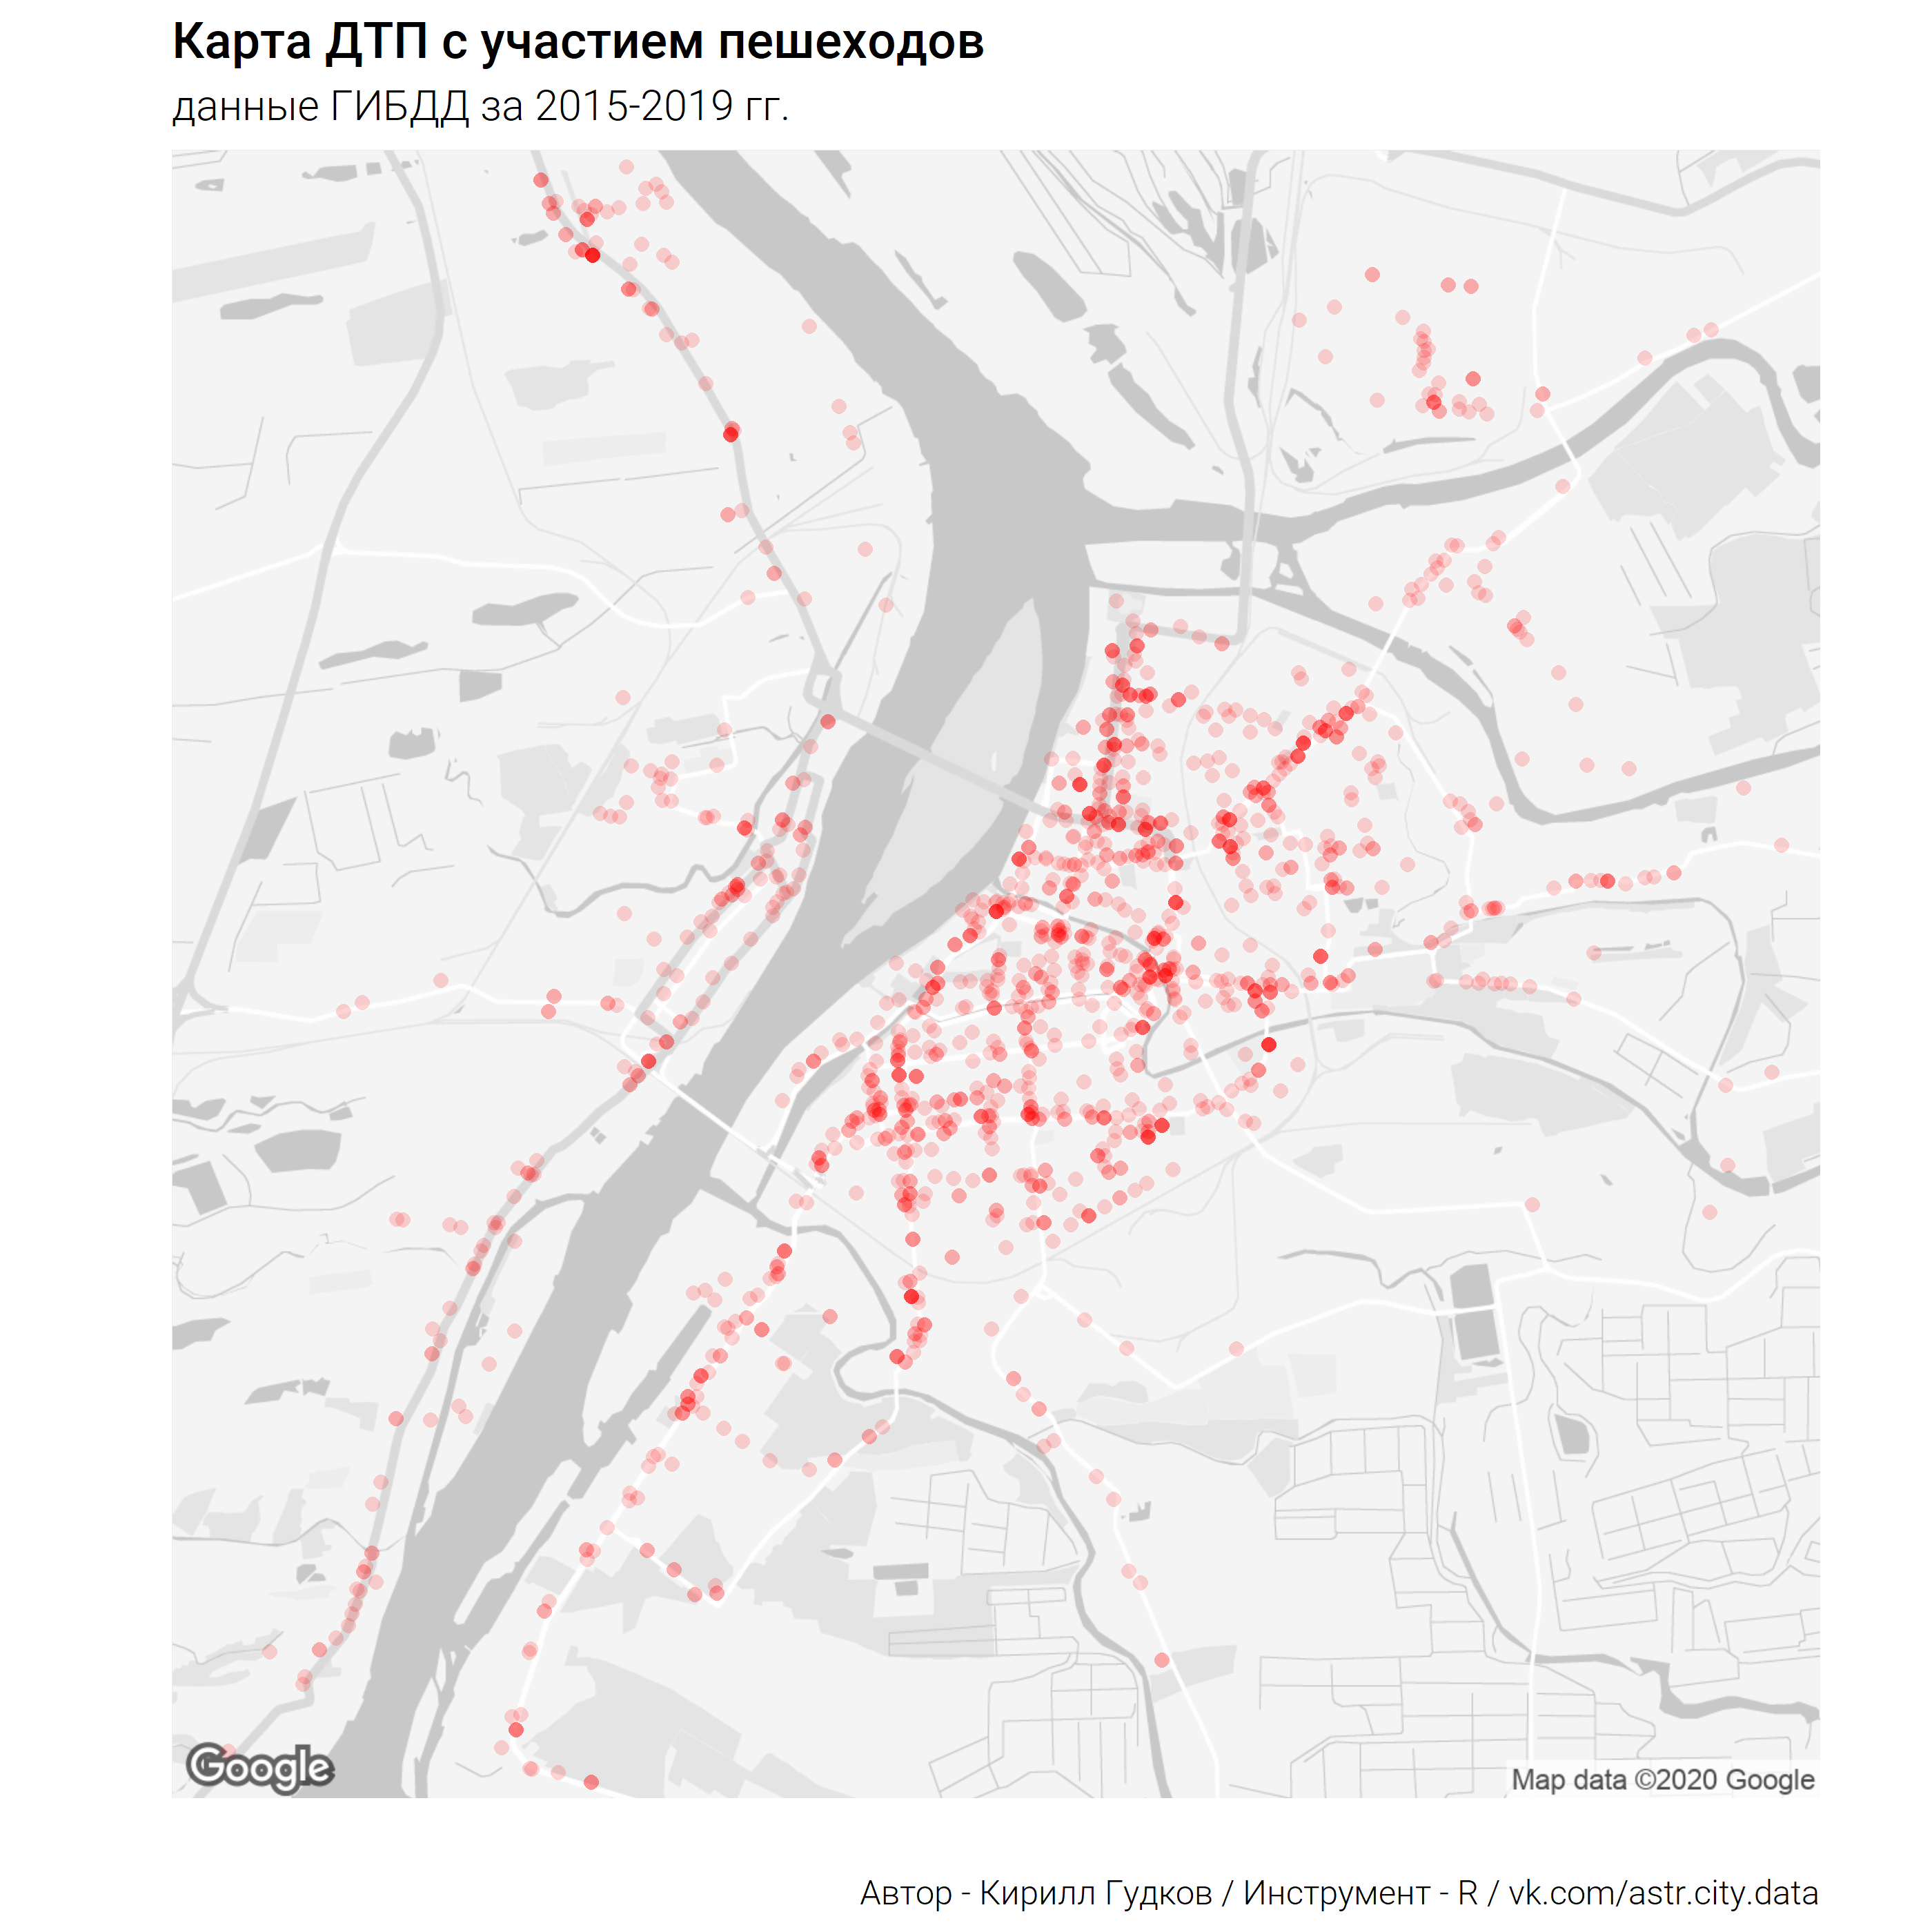 Карта ДТП с участием пешеходов
данные ГИБДД за 2015-2019 гг.
Google
Map data ©2020 Google
Автор - Кирилл Гудков / Инструмент - R / vk.com/astr.city.data